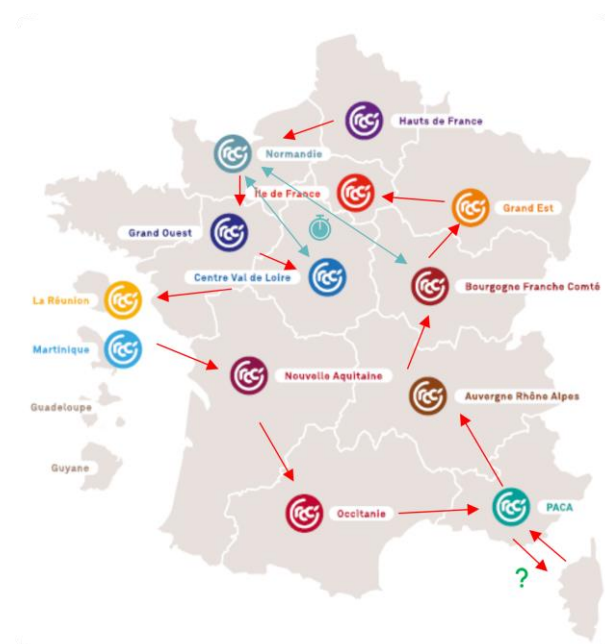 Hauts de France
Normandie
Île de France
Grand Est
Grand Ouest
Centre Val de Loire
Bourgogne Franche Comté
La Réunion
Martinique
Nouvelle Aquitaine
Auvergne Rhône Alpes
Guadeloupe
Guyane
Occitanie
PACA
?